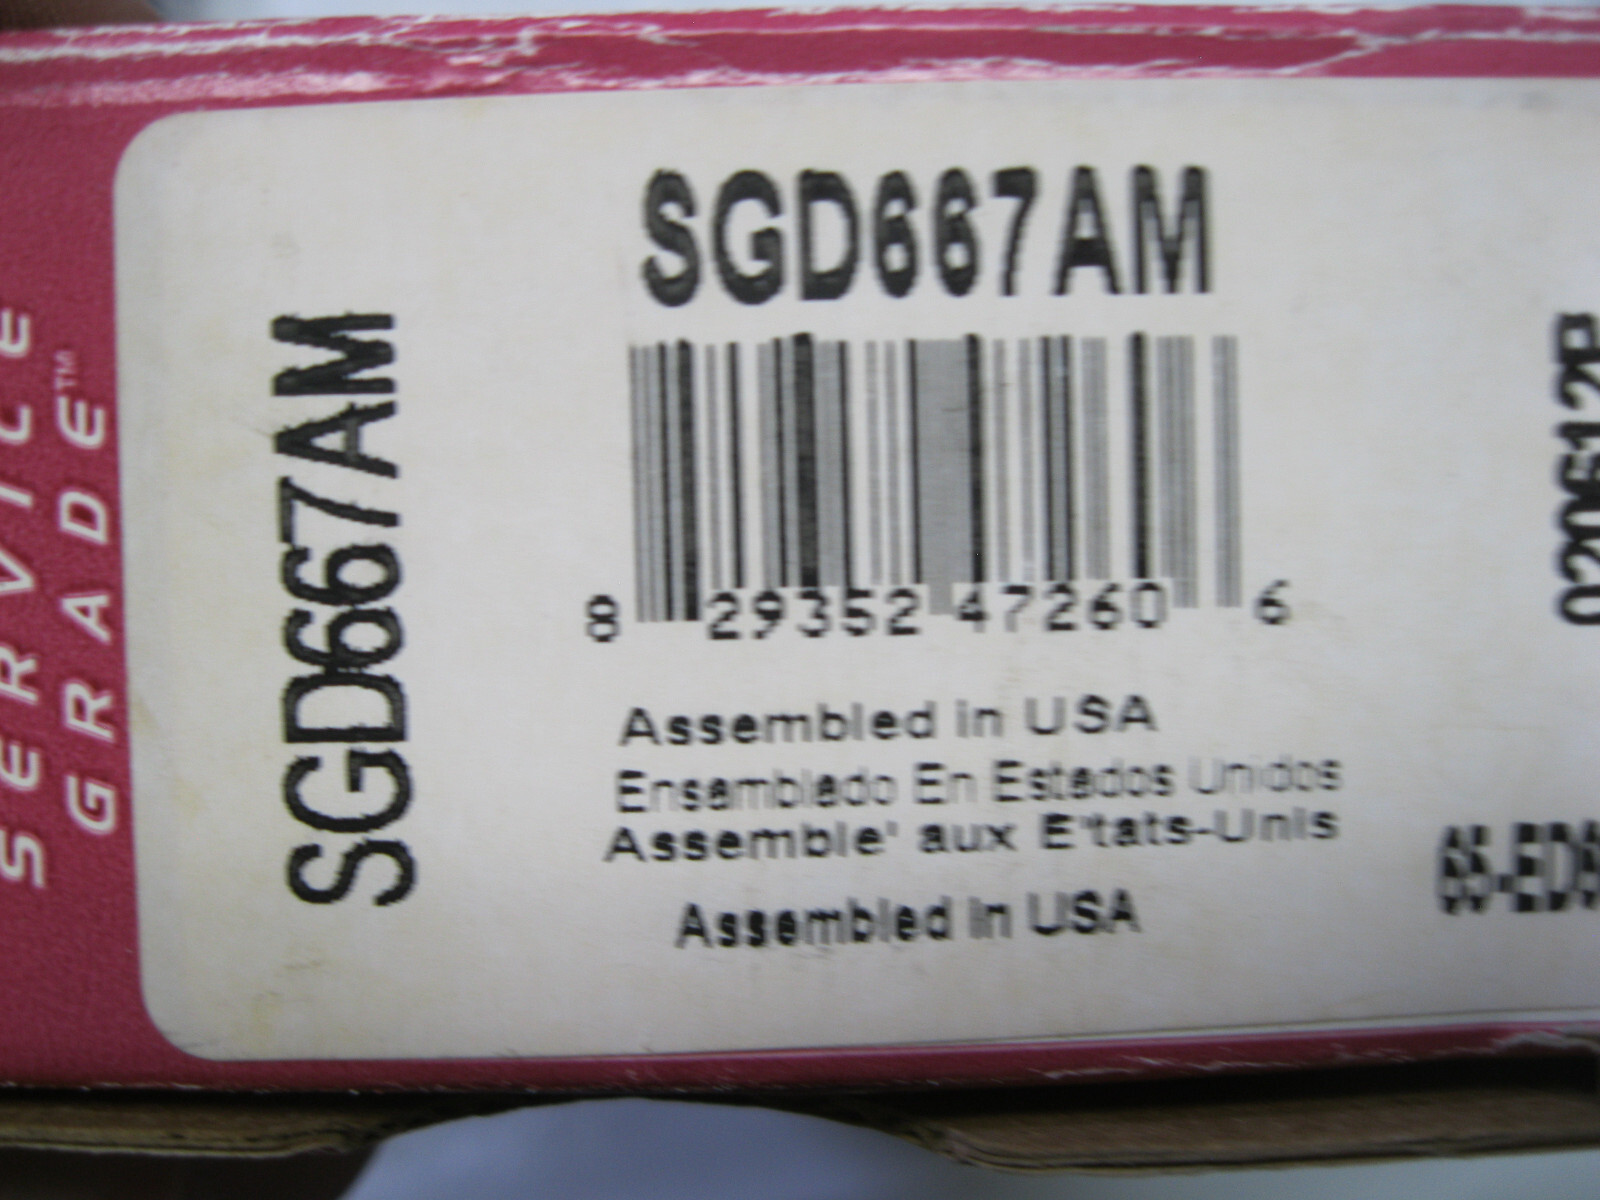 SERVICE
GRADE™
SGD667AM
SGD667AM
8 29352 47260 6
Assembled in USA
Ensamblado En Estados Unidos
Assemble' aux E'tats-Unis
Assembled in USA